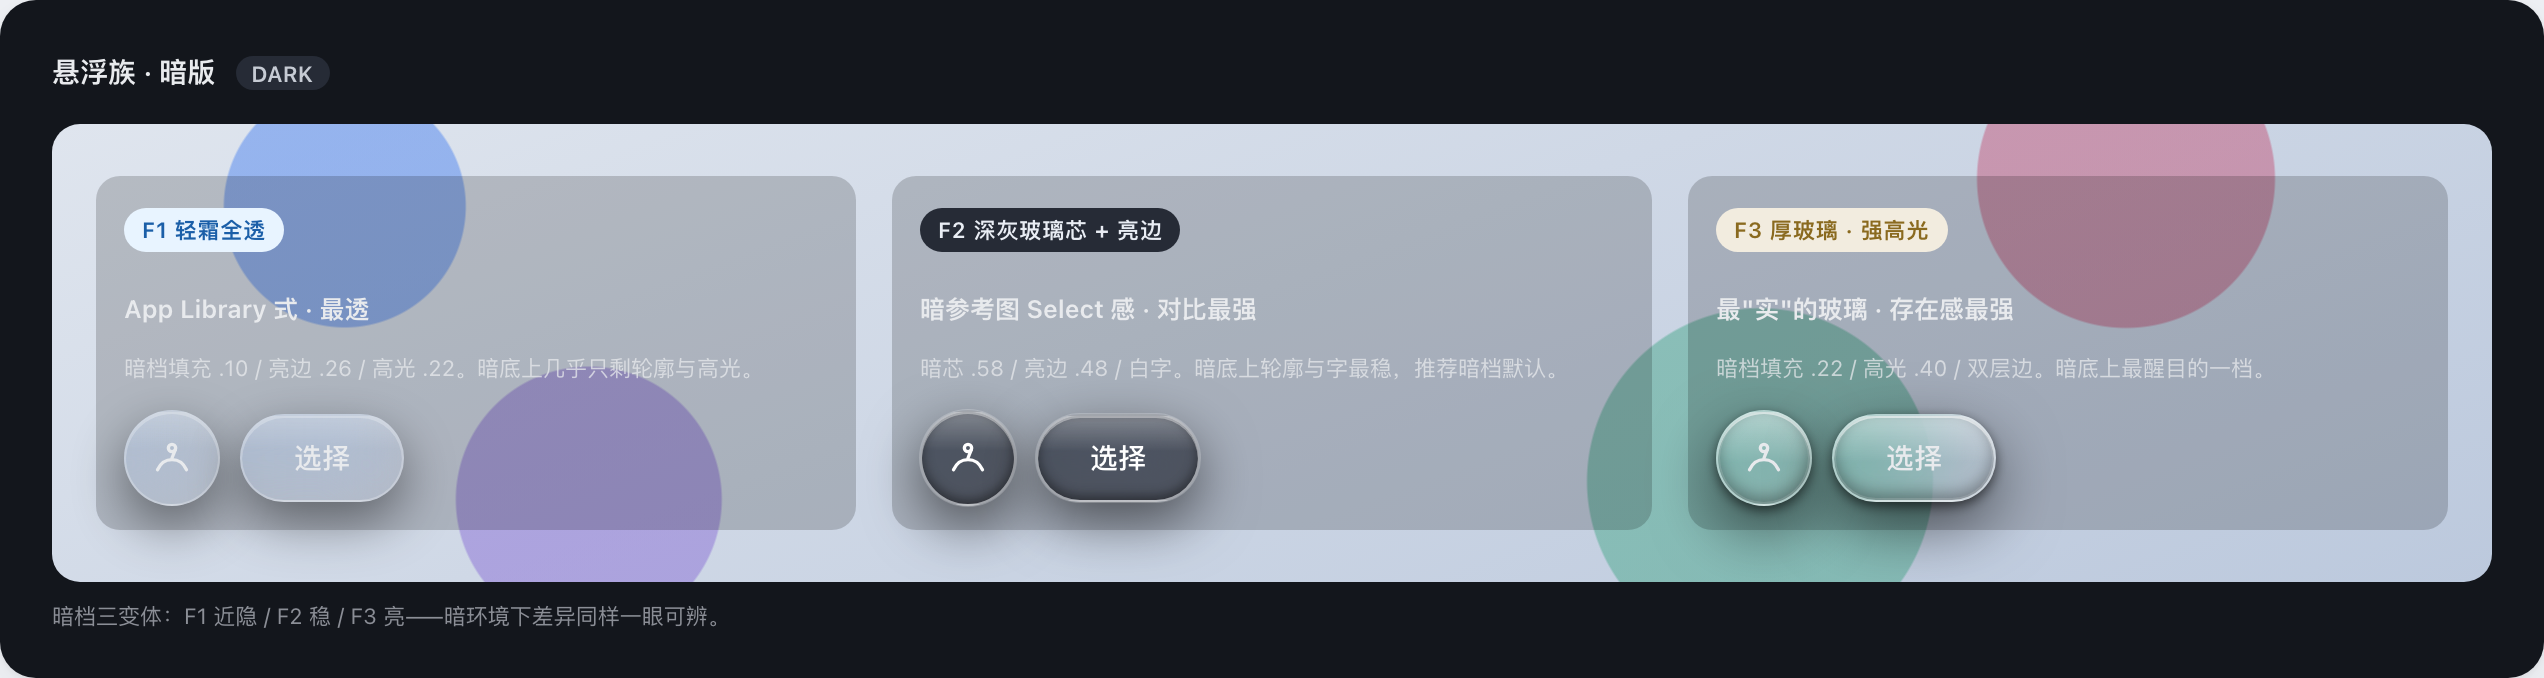 悬浮族 · 暗版 DARK
F1 轻霜全透
App Library 式 · 最透
暗档填充 .10 / 亮边 .26 / 高光 .22。暗底上几乎只剩轮廓与高光。
选择
F2 深灰玻璃芯 + 亮边
暗参考图 Select 感 · 对比最强
暗芯 .58 / 亮边 .48 / 白字。暗底上轮廓与字最稳，推荐暗档默认。
选择
F3 厚玻璃 · 强高光
最"实"的玻璃 · 存在感最强
暗档填充 .22 / 高光 .40 / 双层边。暗底上最醒目的一档。
选择
暗档三变体：F1 近隐 / F2 稳 / F3 亮——暗环境下差异同样一眼可辨。